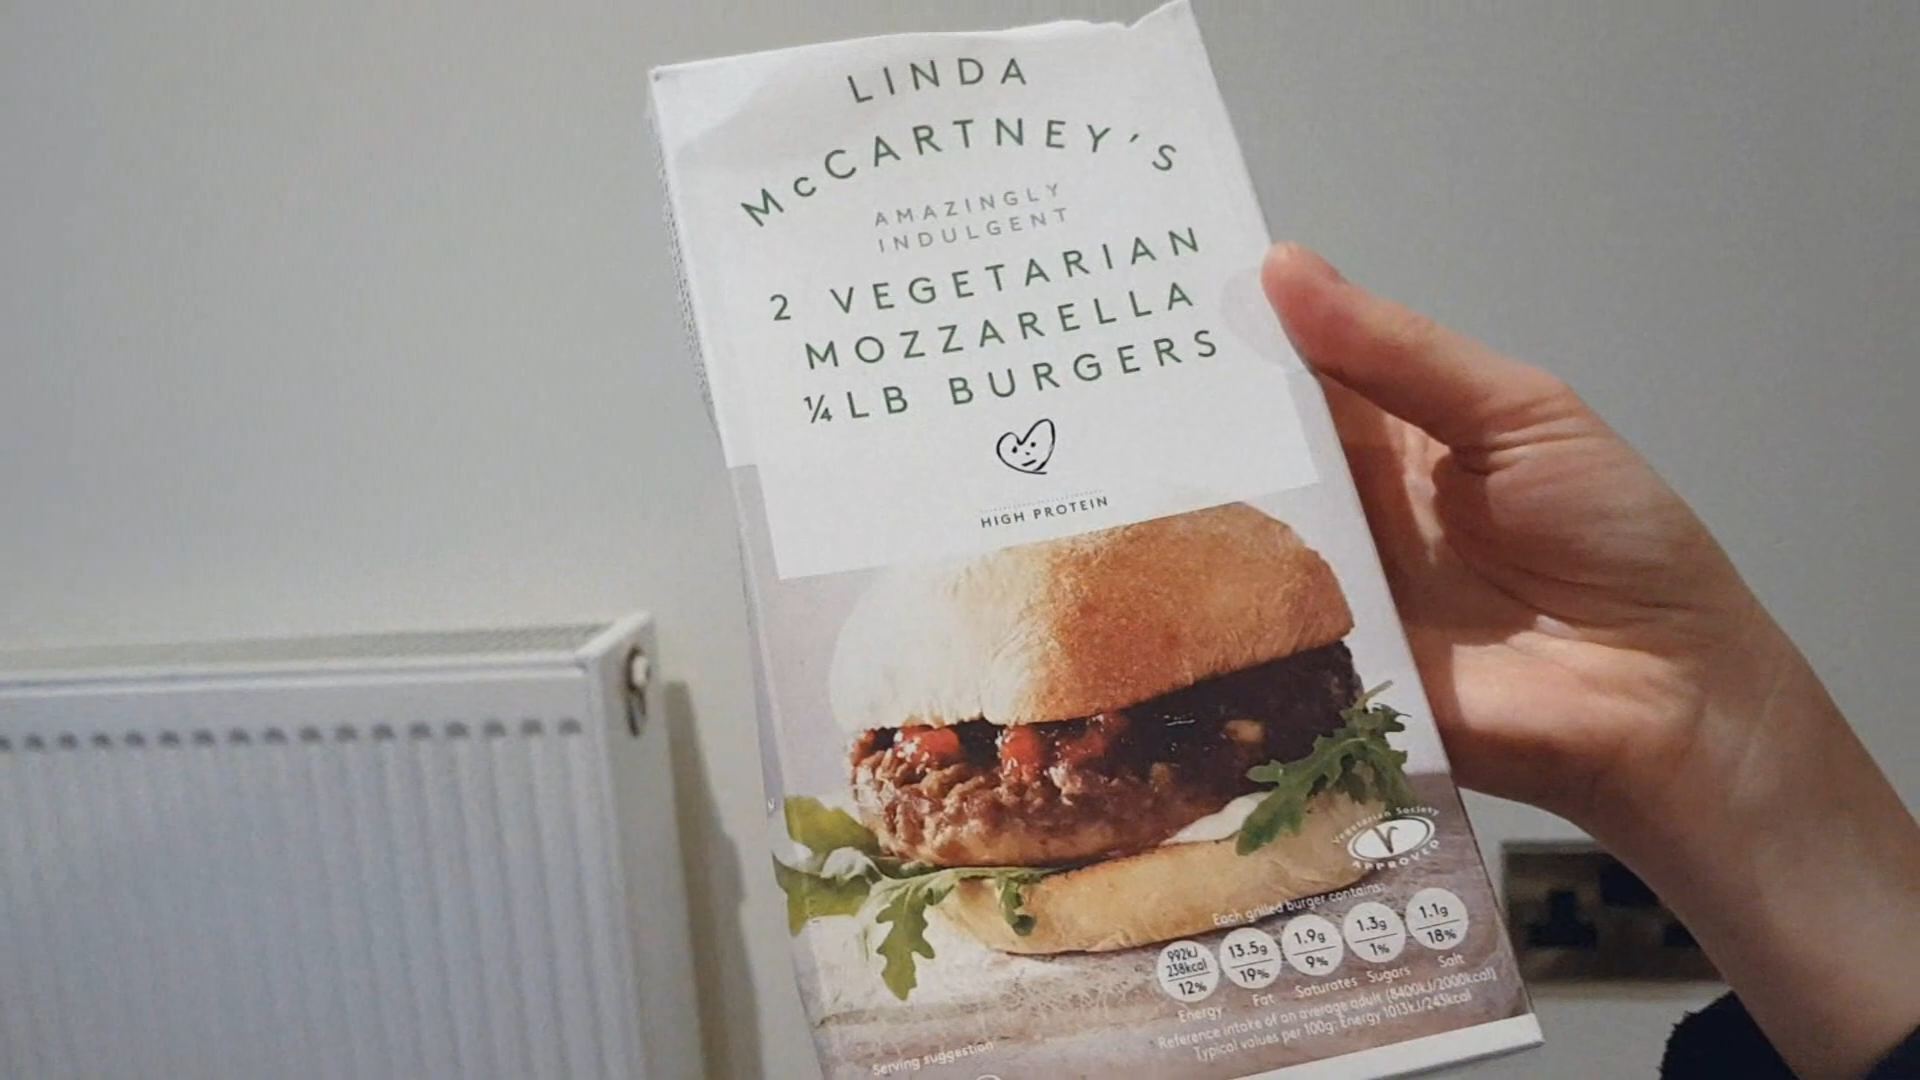 LINDA
McCARTNEY'S
AMAZINGLY
INDULGENT
2 VEGETARIAN
MOZZARELLA
¼LB BURGERS
HIGH PROTEIN
Vegetarian Society
V
APPROVED
Each grilled burger contains:
992kJ 238kcal 12% Energy
13.5g 19% Fat
1.9g 9% Saturates
1.3g 1% Sugars
1.1g 18% Salt
Reference intake of an average adult (8400kJ/2000kcal)
Typical values per 100g: Energy 1013kJ/243kcal
Serving suggestion